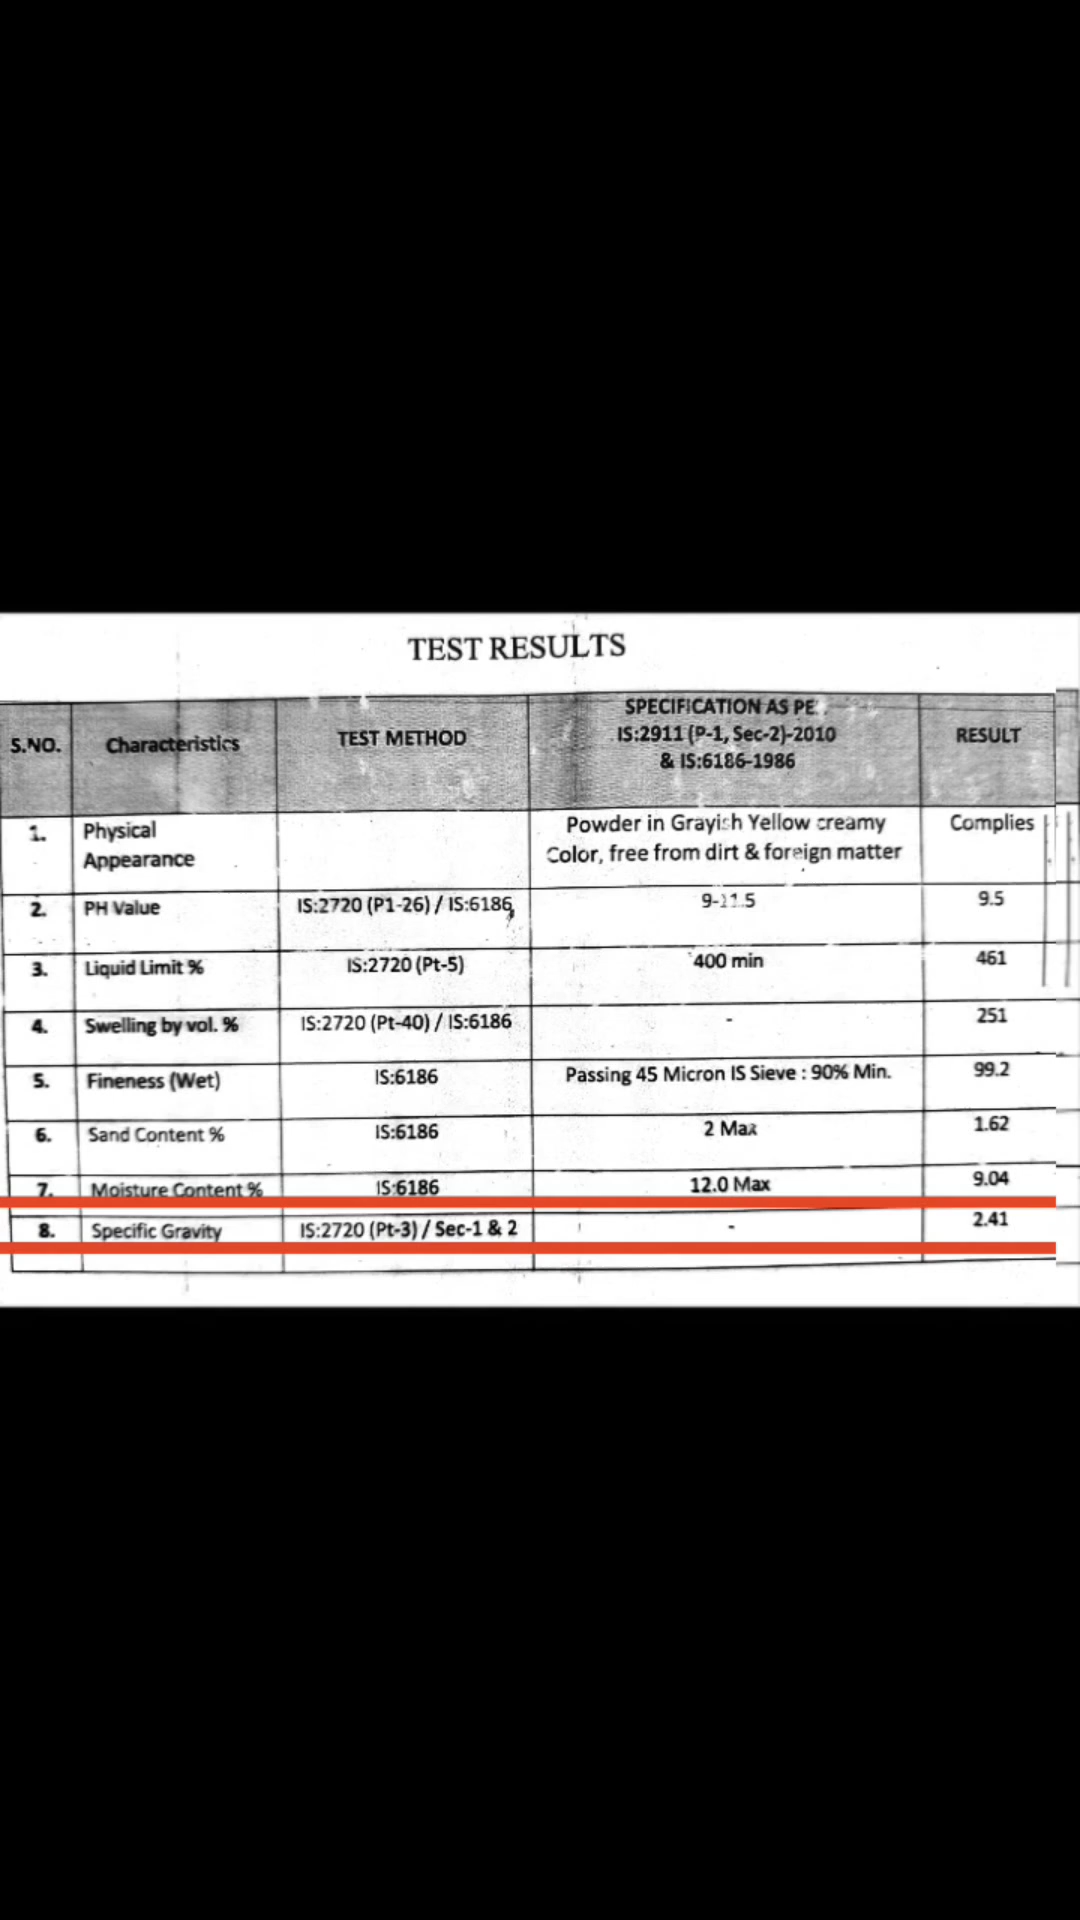 TEST RESULTS
S.NO. Characteristics TEST METHOD SPECIFICATION AS PE
IS:2911 (P-1, Sec-2)-2010
& IS:6186-1986 RESULT
1. Physical
Appearance Powder in Grayish Yellow creamy
Color, free from dirt & foreign matter Complies
2. PH Value IS:2720 (P1-26) / IS:6186, 9-11.5 9.5
3. Liquid Limit % IS:2720 (Pt-5) 400 min 461
4. Swelling by vol. % IS:2720 (Pt-40) / IS:6186 - 251
5. Fineness (Wet) IS:6186 Passing 45 Micron IS Sieve : 90% Min. 99.2
6. Sand Content % IS:6186 2 Max 1.62
7. Moisture Content % IS:6186 12.0 Max 9.04
8. Specific Gravity IS:2720 (Pt-3) / Sec-1 & 2 - 2.41